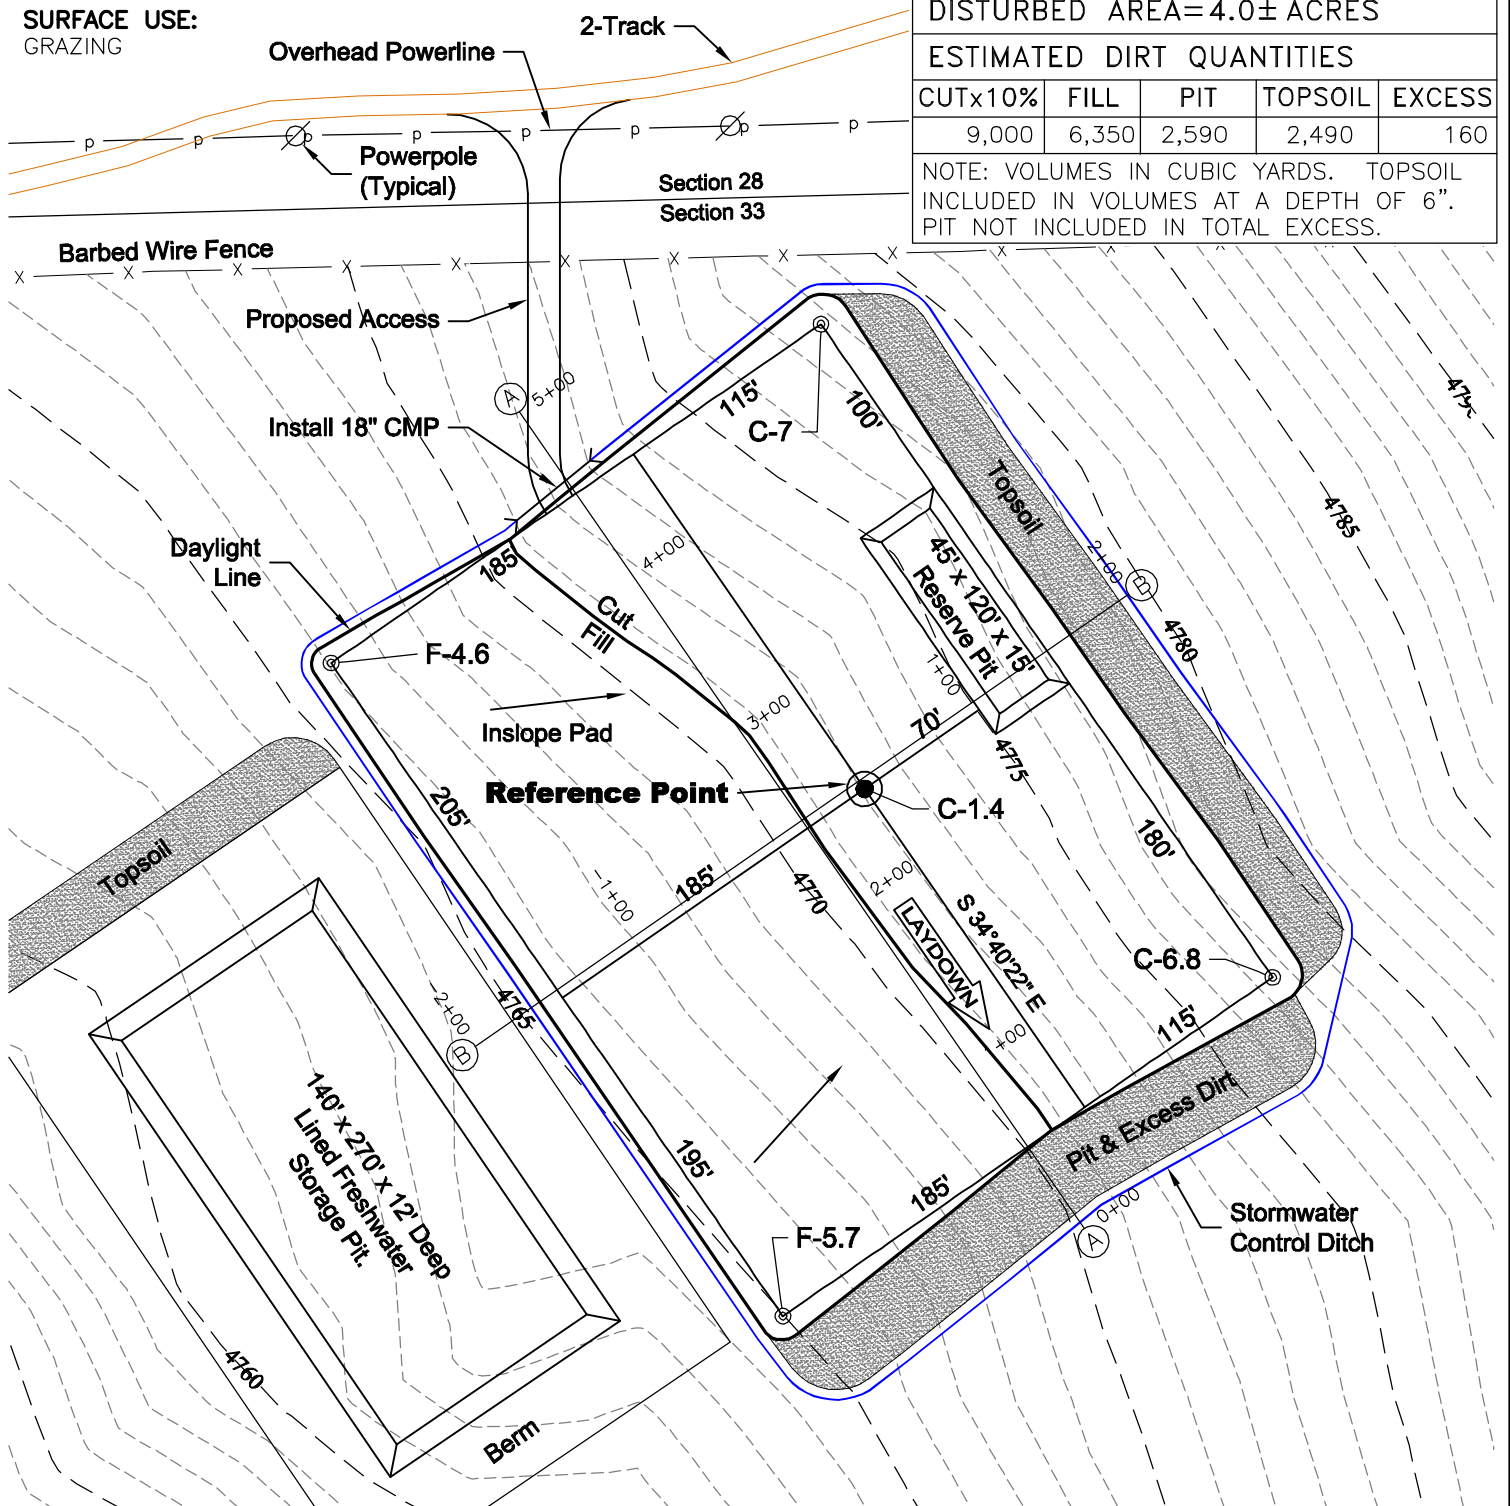 SURFACE USE:
GRAZING
Overhead Powerline
2-Track
DISTURBED AREA=4.0± ACRES
ESTIMATED DIRT QUANTITIES
CUTx10% FILL PIT TOPSOIL EXCESS
9,000 6,350 2,590 2,490 160
NOTE: VOLUMES IN CUBIC YARDS. TOPSOIL
INCLUDED IN VOLUMES AT A DEPTH OF 6”.
PIT NOT INCLUDED IN TOTAL EXCESS.
p p p p p p p p
Powerpole
(Typical)
Section 28
Section 33
Barbed Wire Fence
X X X X X X X X X X X X
Proposed Access
A
5+00
115'
100'
C-7
Install 18" CMP
Topsoil
4785
Daylight
Line
185'
4+00
Cut
Fill
45' x 120' x 15'
Reserve Pit
2+00
B
4780
F-4.6
1+00
3+00
Inslope Pad
70'
4775
Reference Point
C-1.4
205'
180'
Topsoil
185'
1+00
4770
2+00
LAYDOWN
S 34°40'22" E
C-6.8
115'
4765
2+00
B
+00
140' x 270' x 12' Deep
Lined Freshwater
Storage Pit.
Pit & Excess Dirt
195'
185'
0+00
A
F-5.7
Stormwater
Control Ditch
4760
Berm